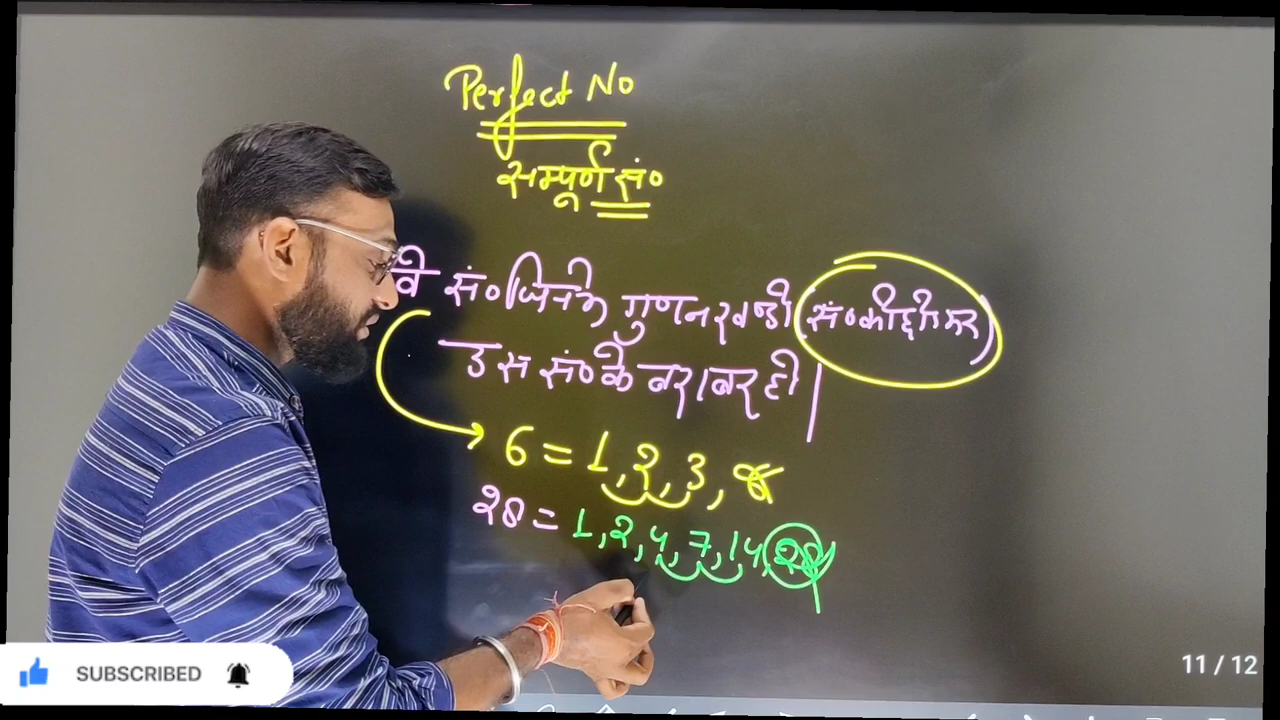 Perfect No
सम्पूर्ण सं०
वे सं० जिनके गुणनखण्डो (सं० को छोड़कर)
उस सं० के बराबर हो|
6 = 1, 2, 3, 6
28 = 1, 2, 4, 7, 14, 28
SUBSCRIBED
11 / 12